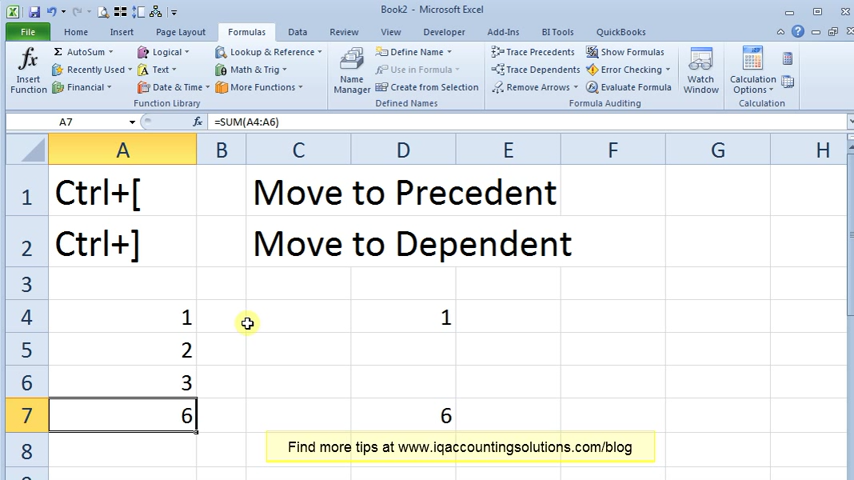 Book2 - Microsoft Excel
File Home Insert Page Layout Formulas Data Review View Developer Add-Ins BI Tools QuickBooks
fx Insert Function
Σ AutoSum
Recently Used
Financial
Logical
Text
Date & Time
Lookup & Reference
Math & Trig
More Functions
Function Library
Name Manager
Define Name
Use in Formula
Create from Selection
Defined Names
Trace Precedents
Trace Dependents
Remove Arrows
Show Formulas
Error Checking
Evaluate Formula
Formula Auditing
Watch Window
Calculation Options
Calculation
A7 fx =SUM(A4:A6)
A B C D E F G H
1 Ctrl+[ Move to Precedent
2 Ctrl+] Move to Dependent
3
4 1 1
5 2
6 3
7 6 6
8 Find more tips at www.iqaccountingsolutions.com/blog